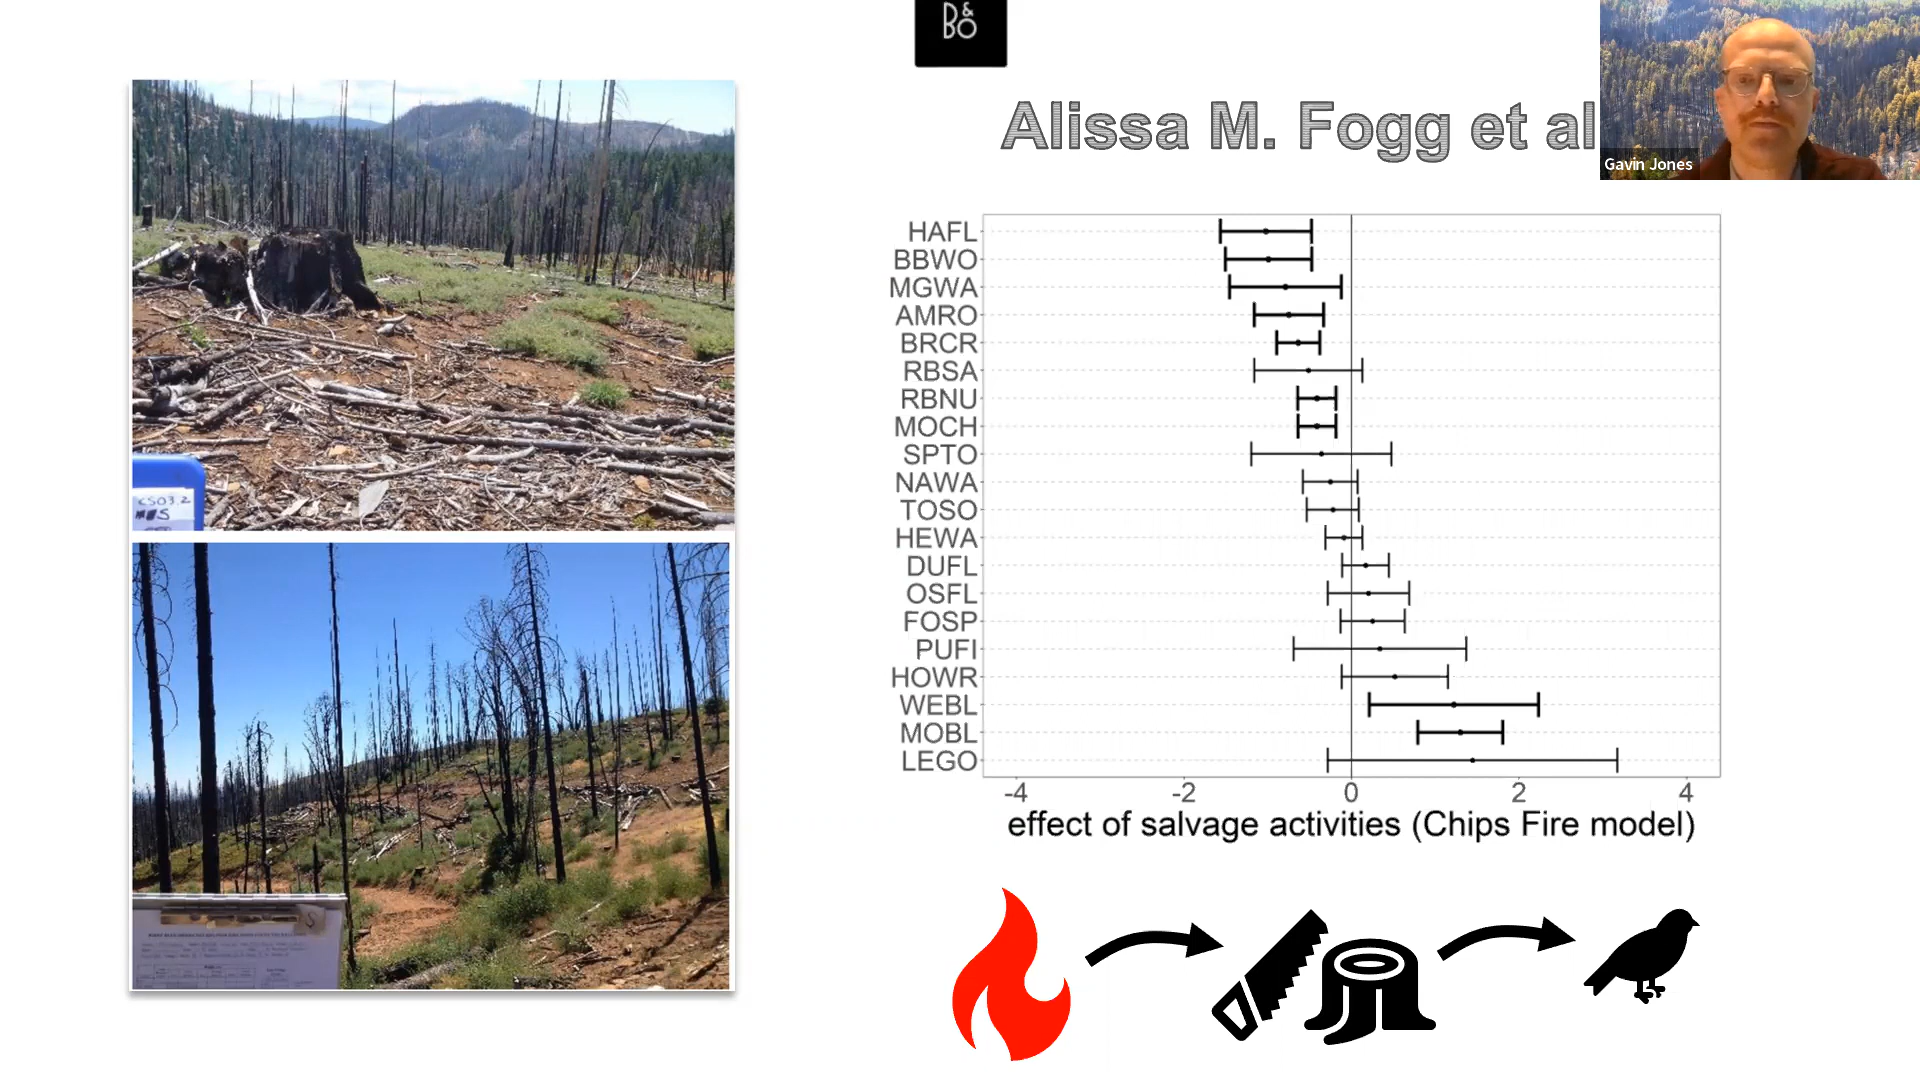 B&O
Alissa M. Fogg et al
Gavin Jones
HAFL
BBWO
MGWA
AMRO
BRCR
RBSA
RBNU
MOCH
SPTO
NAWA
TOSO
HEWA
DUFL
OSFL
FOSP
PUFI
HOWR
WEBL
MOBL
LEGO
-4 -2 0 2 4
effect of salvage activities (Chips Fire model)
CS03.2
S